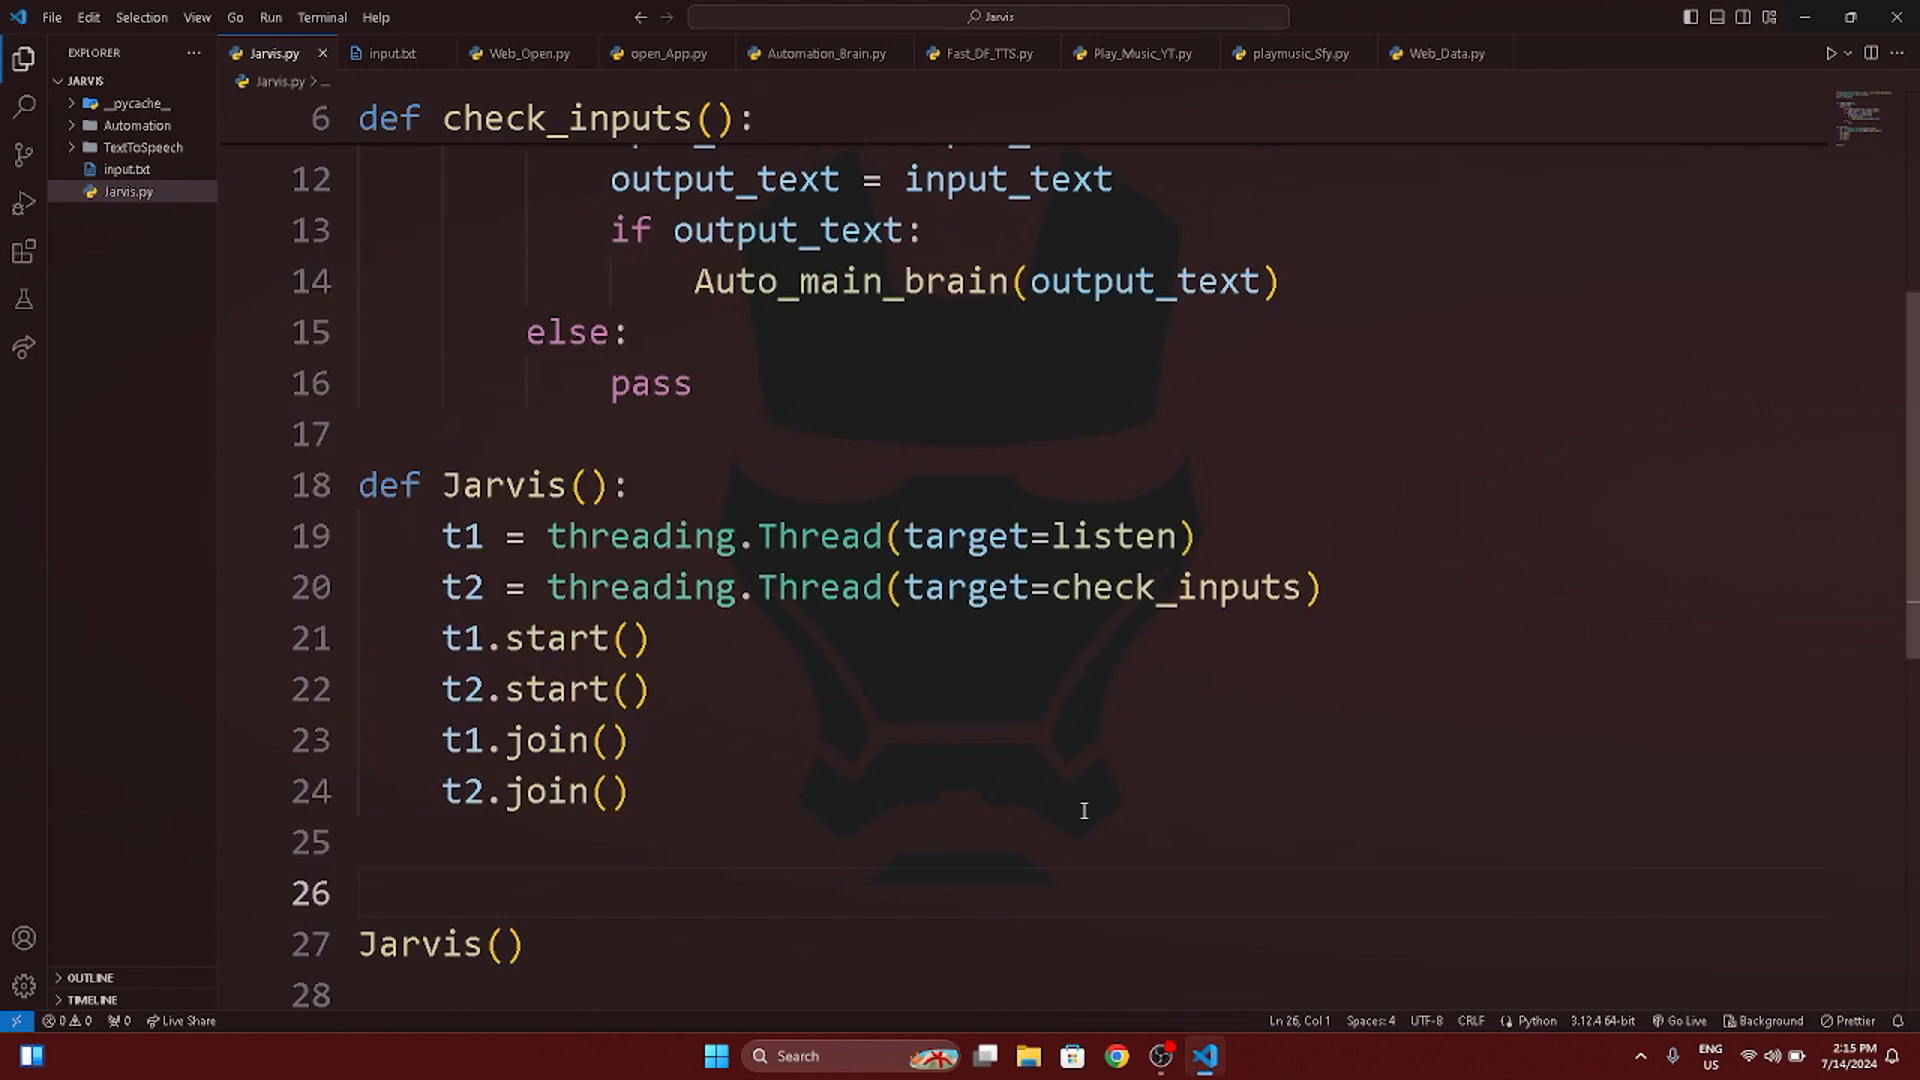 File Edit Selection View Go Run Terminal Help
Jarvis
EXPLORER
Jarvis.py input.txt Web_Open.py open_App.py Automation_Brain.py Fast_DF_TTS.py Play_Music_YT.py playmusic_Sfy.py Web_Data.py
JARVIS
__pycache__
Automation
TextToSpeech
input.txt
Jarvis.py
Jarvis.py > ...
6 def check_inputs():
12 output_text = input_text
13 if output_text:
14 Auto_main_brain(output_text)
15 else:
16 pass
17
18 def Jarvis():
19 t1 = threading.Thread(target=listen)
20 t2 = threading.Thread(target=check_inputs)
21 t1.start()
22 t2.start()
23 t1.join()
24 t2.join()
25
26
27 Jarvis()
28
OUTLINE
TIMELINE
0 0 0 Live Share
Ln 26, Col 1 Spaces: 4 UTF-8 CRLF Python 3.12.4 64-bit Go Live Background Prettier
Search
ENG
US
2:15 PM
7/14/2024